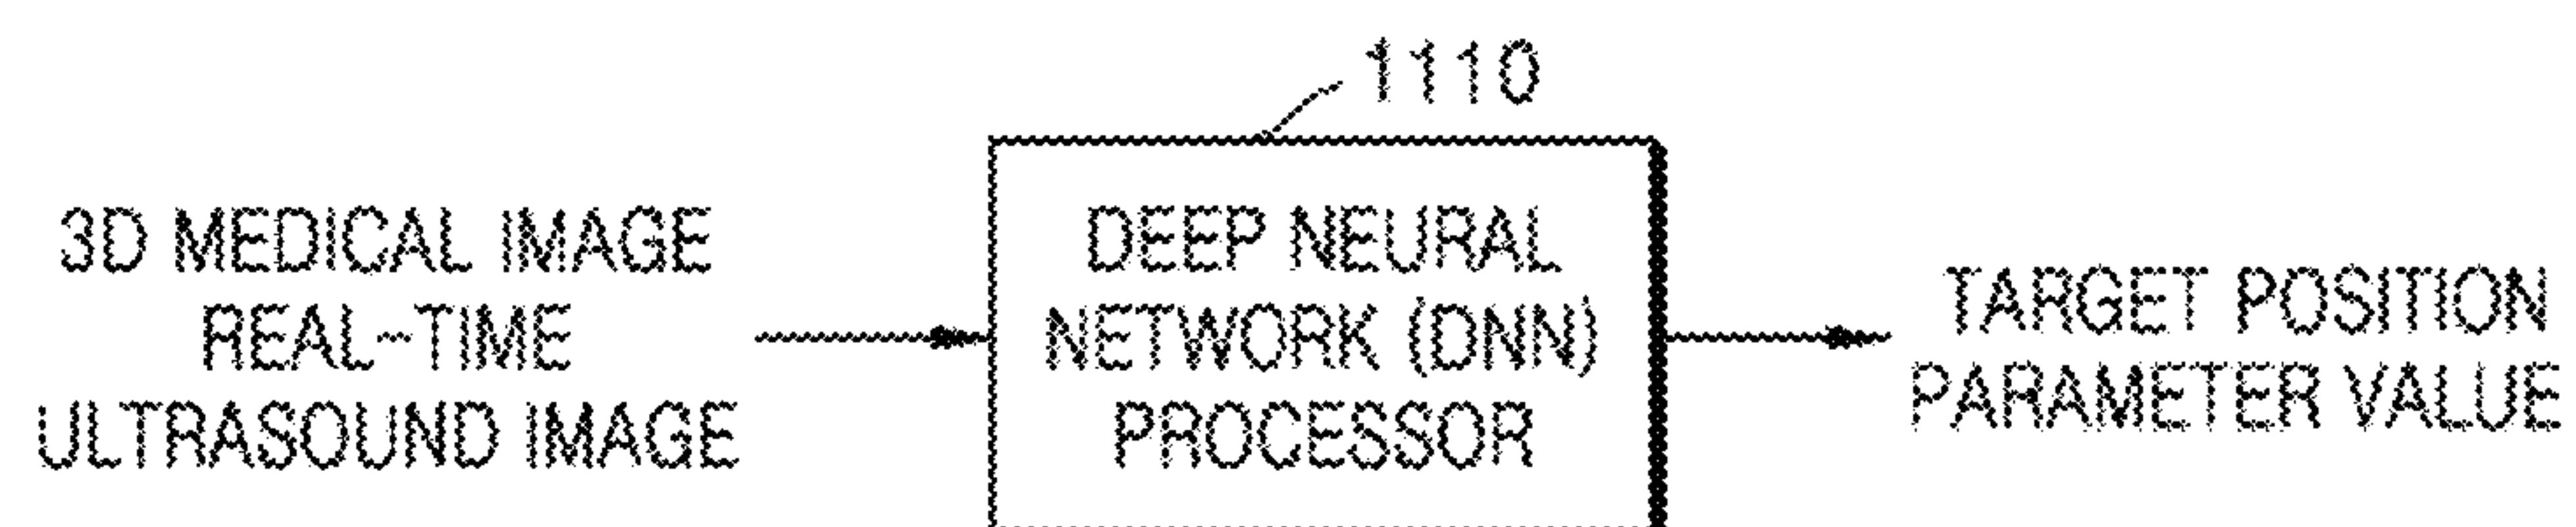 1110
3D MEDICAL IMAGE
REAL-TIME
ULTRASOUND IMAGE
DEEP NEURAL
NETWORK (DNN)
PROCESSOR
TARGET POSITION
PARAMETER VALUE